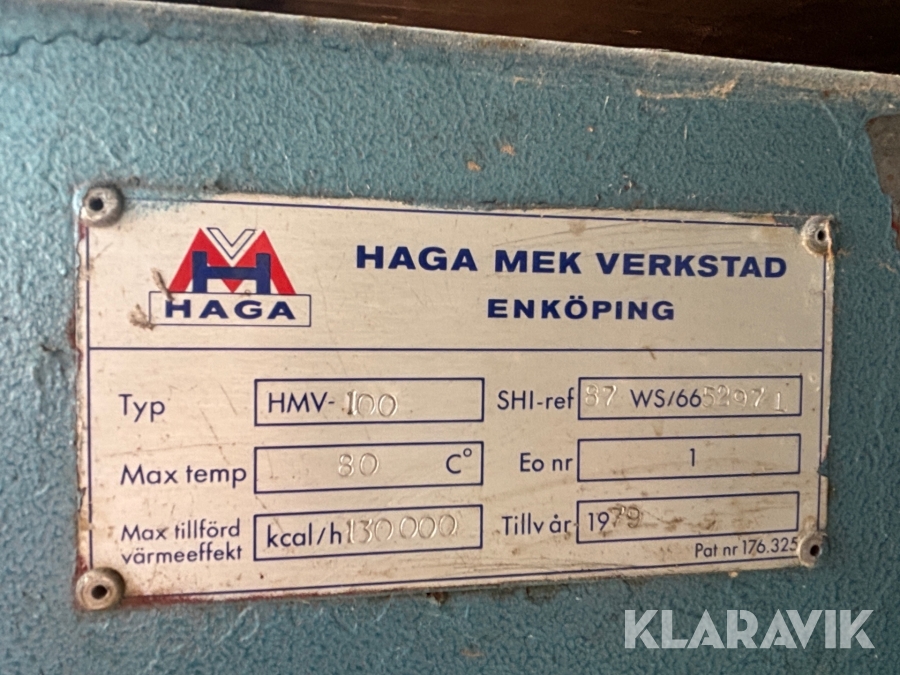 HAGA
HAGA MEK VERKSTAD
ENKÖPING
Typ HMV-100 SHI-ref 87 WS/6652971
Max temp 80 C° Eo nr 1
Max tillförd värmeeffekt kcal/h 130000 Tillv år 1979
Pat nr 176.325
KLARAVIK